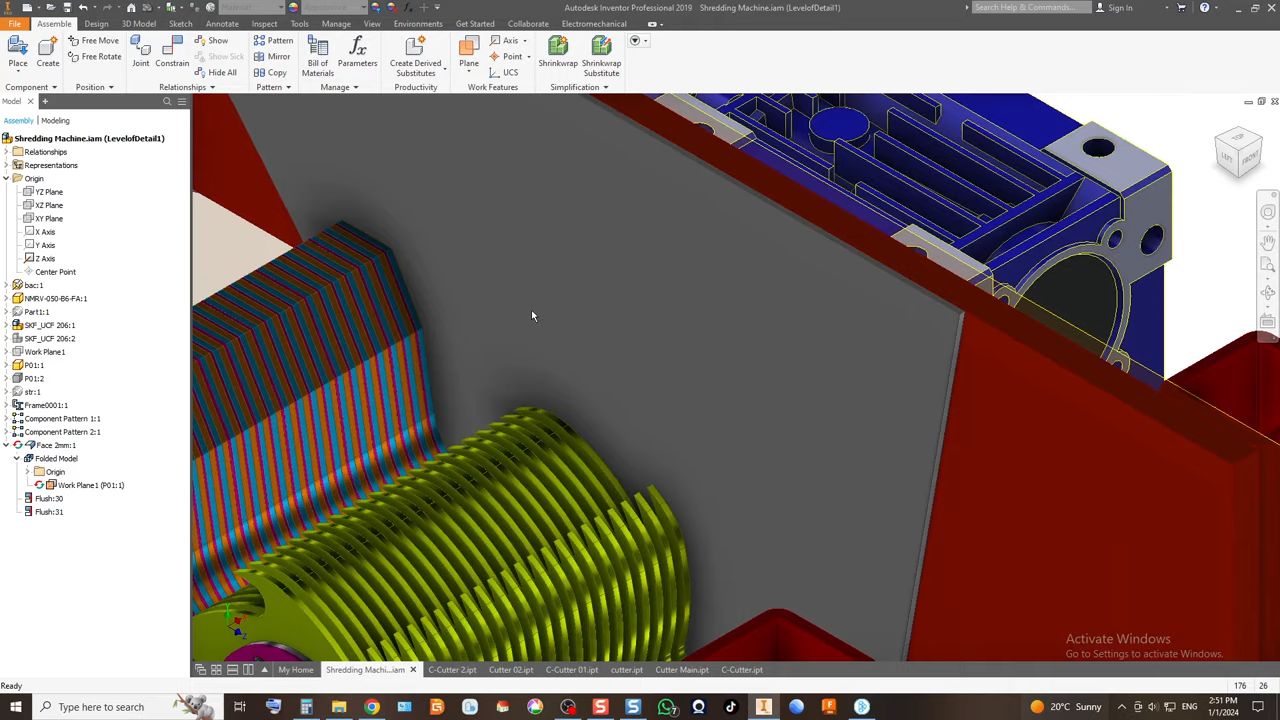 Autodesk Inventor Professional 2019   Shredding Machine.iam (LevelofDetail1)
Search Help & Commands...
Sign In
File
Assemble
Design
3D Model
Sketch
Annotate
Inspect
Tools
Manage
View
Environments
Get Started
Collaborate
Electromechanical
Place
Create
Free Move
Free Rotate
Component
Position
Joint
Constrain
Show
Show Sick
Hide All
Relationships
Pattern
Mirror
Copy
Pattern
Bill of
Materials
Parameters
Manage
Create Derived
Substitutes
Productivity
Plane
Axis
Point
UCS
Work Features
Shrinkwrap
Shrinkwrap
Substitute
Simplification
Model
Assembly
Modeling
Shredding Machine.iam (LevelofDetail1)
Relationships
Representations
Origin
YZ Plane
XZ Plane
XY Plane
X Axis
Y Axis
Z Axis
Center Point
bac:1
NMRV-050-B6-FA:1
Part1:1
SKF_UCF 206:1
SKF_UCF 206:2
Work Plane1
P01:1
P01:2
str:1
Frame0001:1
Component Pattern 1:1
Component Pattern 2:1
Face 2mm:1
Folded Model
Origin
Work Plane1 (P01:1)
Flush:30
Flush:31
TOP
LEFT
FRONT
Activate Windows
Go to Settings to activate Windows.
My Home
Shredding Machi...iam
C-Cutter 2.ipt
Cutter 02.ipt
C-Cutter 01.ipt
cutter.ipt
Cutter Main.ipt
C-Cutter.ipt
Ready
176
26
Type here to search
20°C Sunny
2:51 PM
1/1/2024